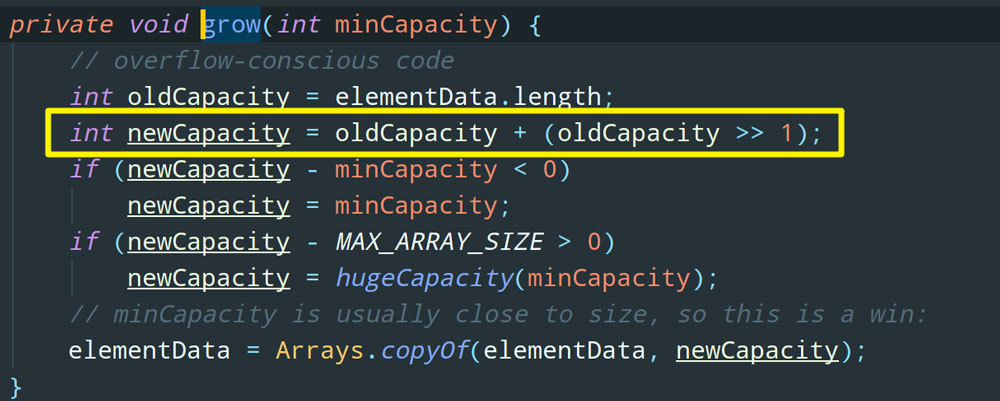 private void grow(int minCapacity) {
// overflow-conscious code
int oldCapacity = elementData.length;
int newCapacity = oldCapacity + (oldCapacity >> 1);
if (newCapacity - minCapacity < 0)
newCapacity = minCapacity;
if (newCapacity - MAX_ARRAY_SIZE > 0)
newCapacity = hugeCapacity(minCapacity);
// minCapacity is usually close to size, so this is a win:
elementData = Arrays.copyOf(elementData, newCapacity);
}